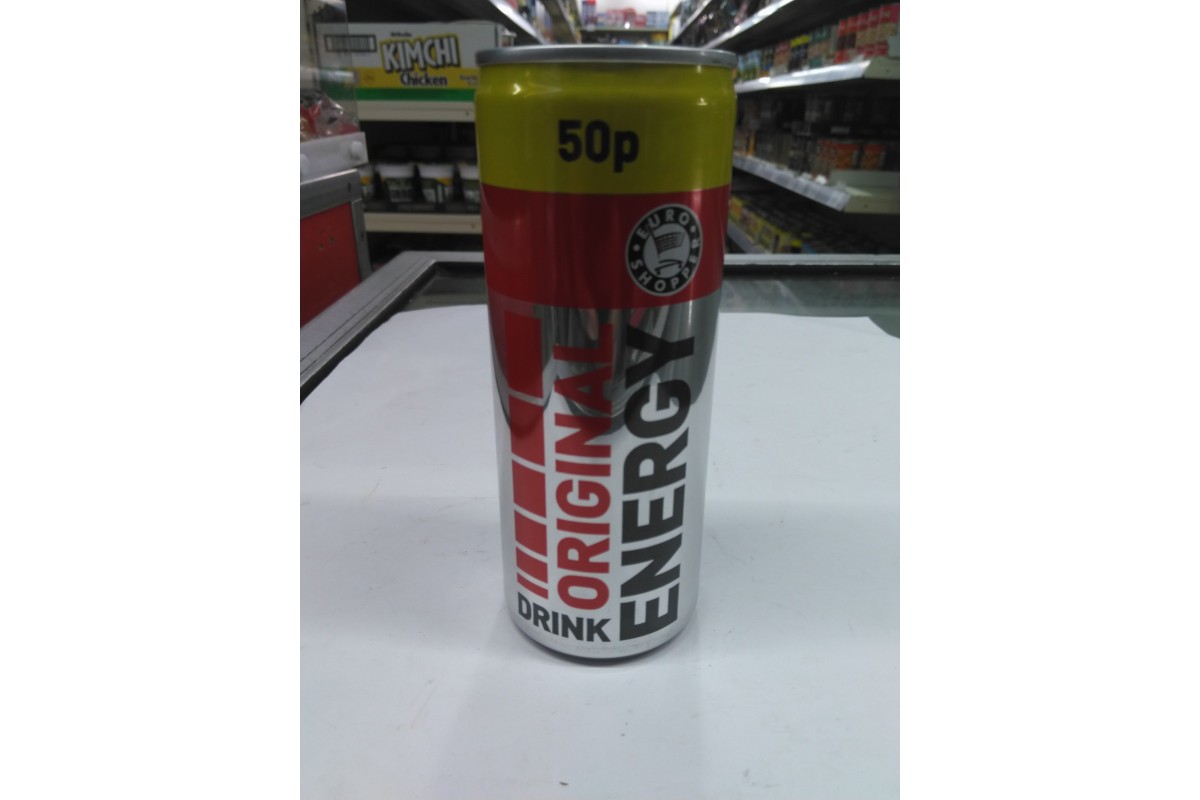 KIMCHI
Chicken
50p
EURO SHOPPER
ORIGINAL
ENERGY
DRINK